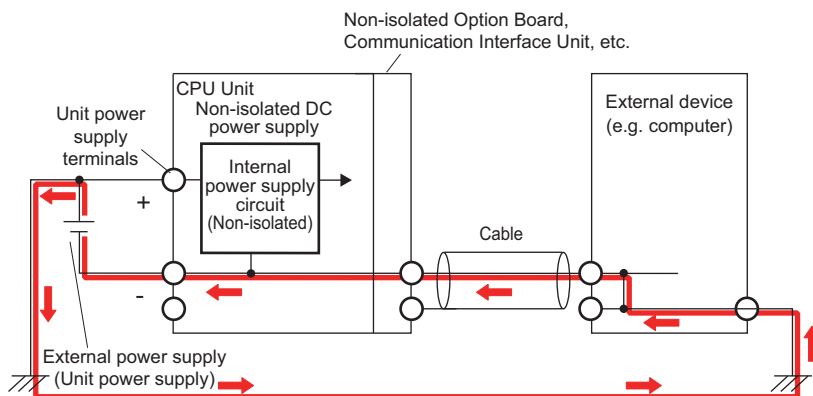 Non-isolated Option Board,
Communication Interface Unit, etc.
CPU Unit
Non-isolated DC
power supply
Unit power
supply
terminals
Internal
power supply
circuit
(Non-isolated)
External device
(e.g. computer)
+
Cable
-
External power supply
(Unit power supply)